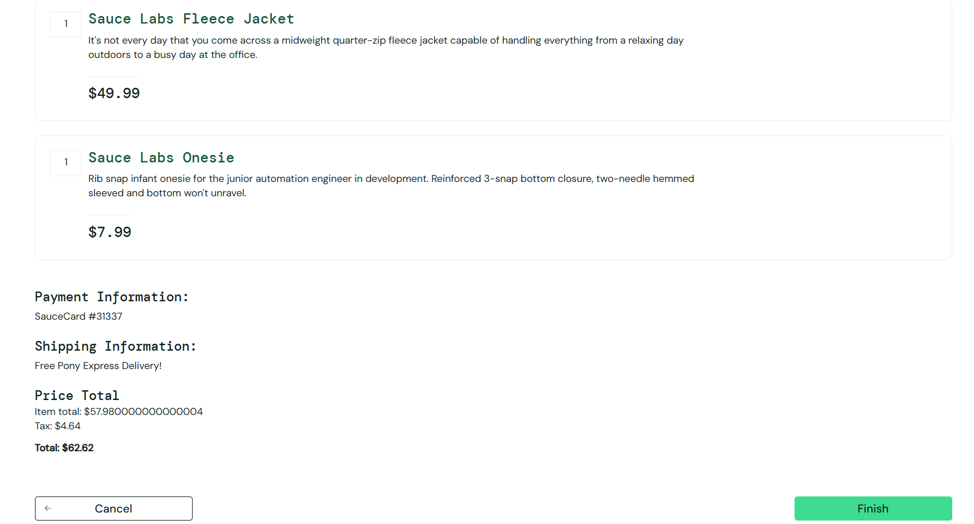 1
Sauce Labs Fleece Jacket
It's not every day that you come across a midweight quarter-zip fleece jacket capable of handling everything from a relaxing day
outdoors to a busy day at the office.
$49.99
1
Sauce Labs Onesie
Rib snap infant onesie for the junior automation engineer in development. Reinforced 3-snap bottom closure, two-needle hemmed
sleeved and bottom won't unravel.
$7.99
Payment Information:
SauceCard #31337
Shipping Information:
Free Pony Express Delivery!
Price Total
Item total: $57.980000000000004
Tax: $4.64
Total: $62.62
Cancel
Finish